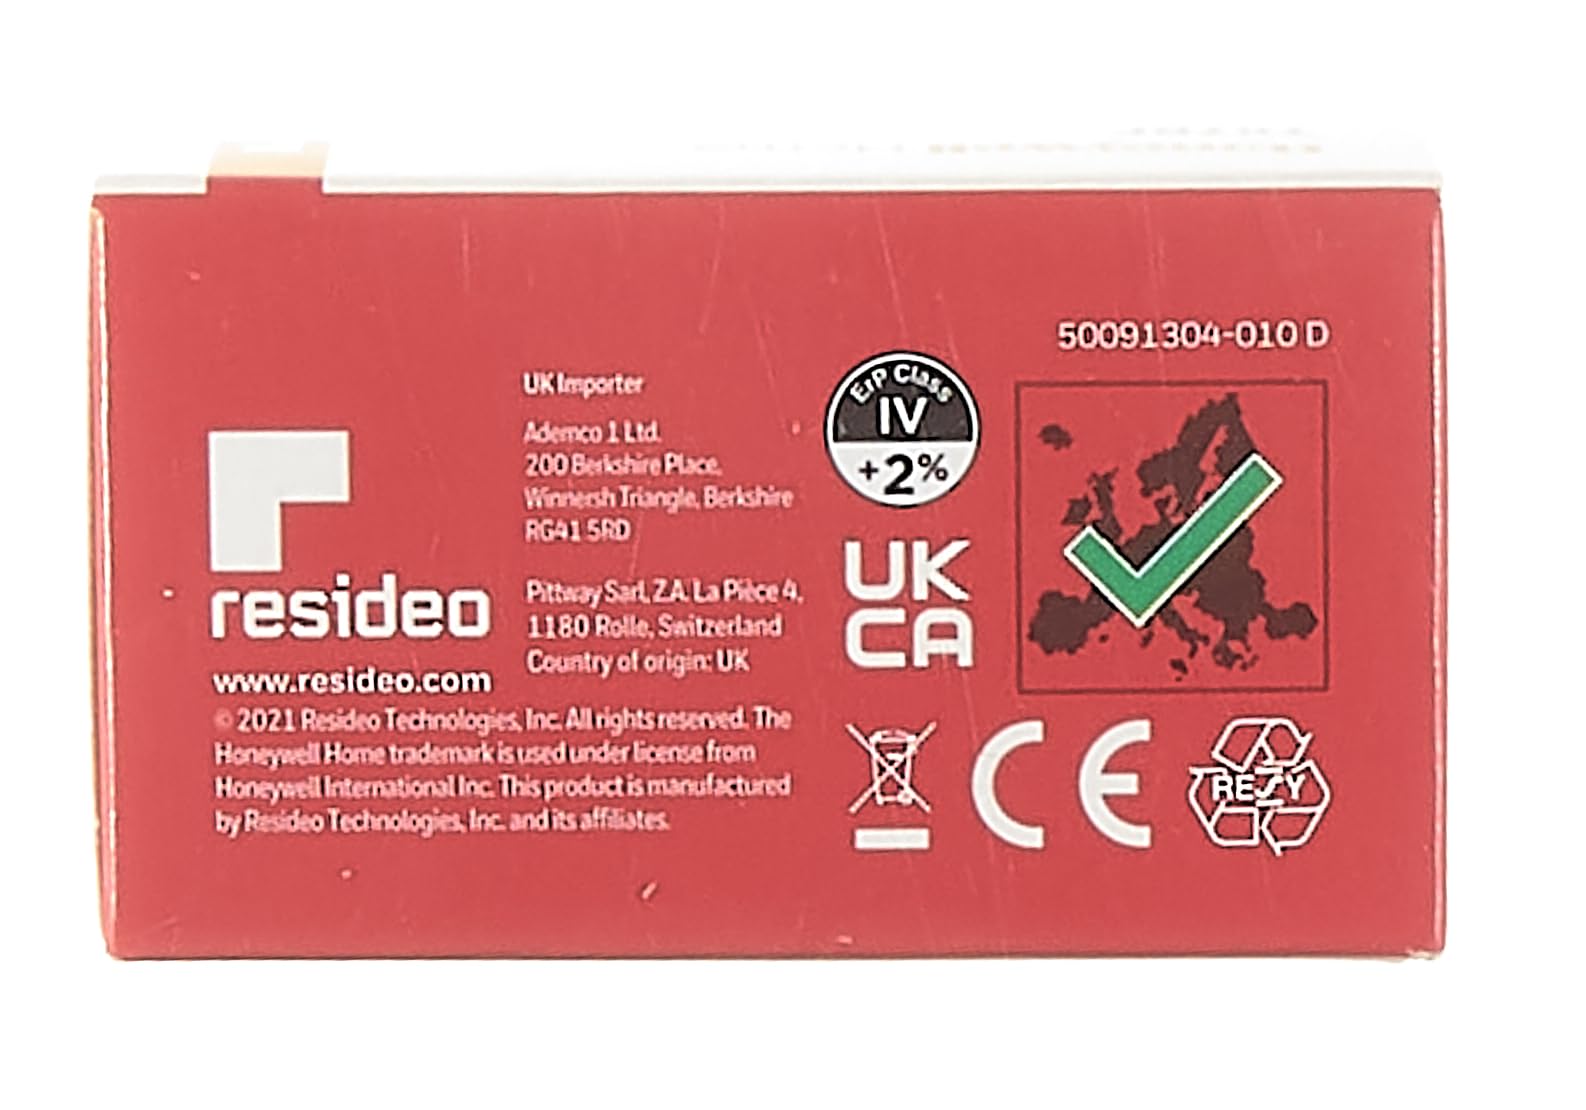 50091304-010 D
UK Importer
Ademco 1 Ltd.
200 Berkshire Place,
Winnersh Triangle, Berkshire
RG41 5RD
Pittway Sarl, Z.A. La Pièce 4,
1180 Rolle, Switzerland
Country of origin: UK
resideo
www.resideo.com
© 2021 Resideo Technologies, Inc. All rights reserved. The
Honeywell Home trademark is used under license from
Honeywell International Inc. This product is manufactured
by Resideo Technologies, Inc. and its affiliates.
ErP Class
IV
+2%
UK
CA
CE
RESY